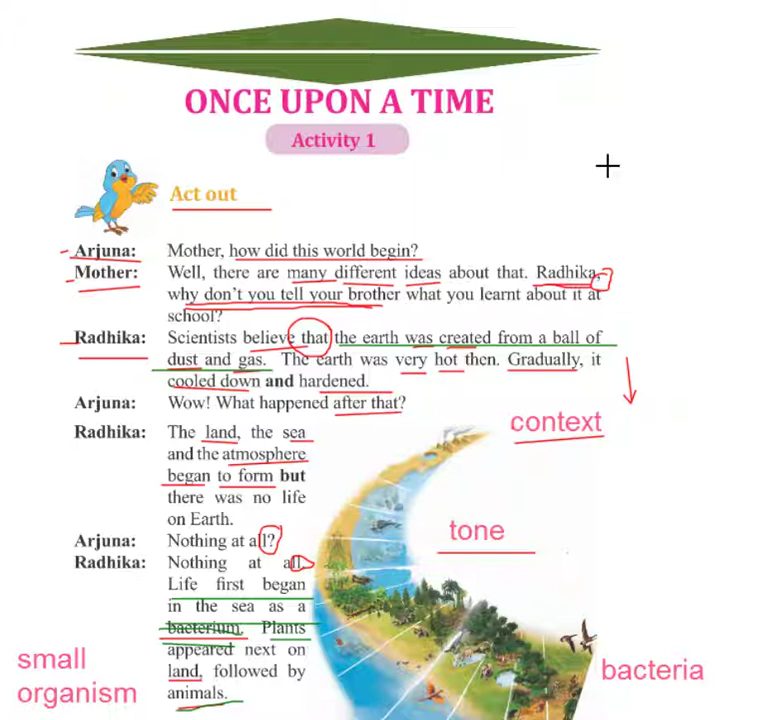 ONCE UPON A TIME
Activity 1
Act out
Arjuna: Mother, how did this world begin?
Mother: Well, there are many different ideas about that. Radhika,
why don't you tell your brother what you learnt about it at
school?
Radhika: Scientists believe that the earth was created from a ball of
dust and gas. The earth was very hot then. Gradually, it
cooled down and hardened.
Arjuna: Wow! What happened after that?
context
Radhika: The land, the sea
and the atmosphere
began to form but
there was no life
on Earth.
tone
Arjuna: Nothing at all?
Radhika: Nothing at all.
Life first began
in the sea as a
bacterium. Plants
appeared next on
land, followed by
animals.
small
organism
bacteria